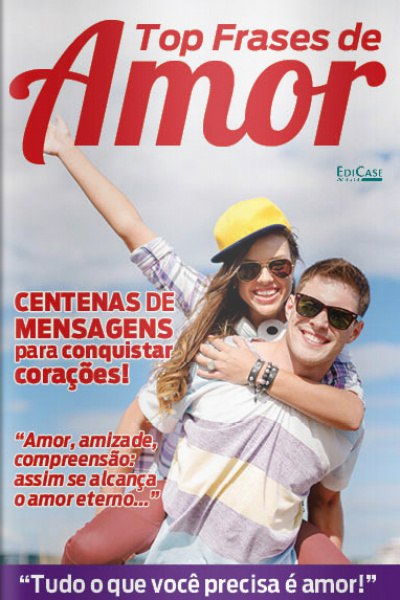 Top Frases de
Amor
EDICASE
CENTENAS DE
MENSAGENS
para conquistar
corações!
“Amor, amizade,
compreensão:
assim se alcança
o amor eterno...”
“Tudo o que você precisa é amor!”